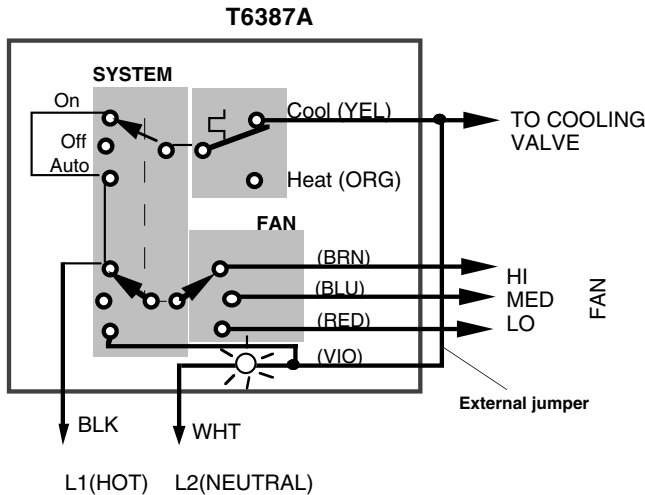 T6387A
SYSTEM
On
Off
Auto
Cool (YEL)
TO COOLING
VALVE
Heat (ORG)
FAN
(BRN)
(BLU)
(RED)
(VIO)
HI
MED
LO
FAN
External jumper
BLK
WHT
L1(HOT)
L2(NEUTRAL)